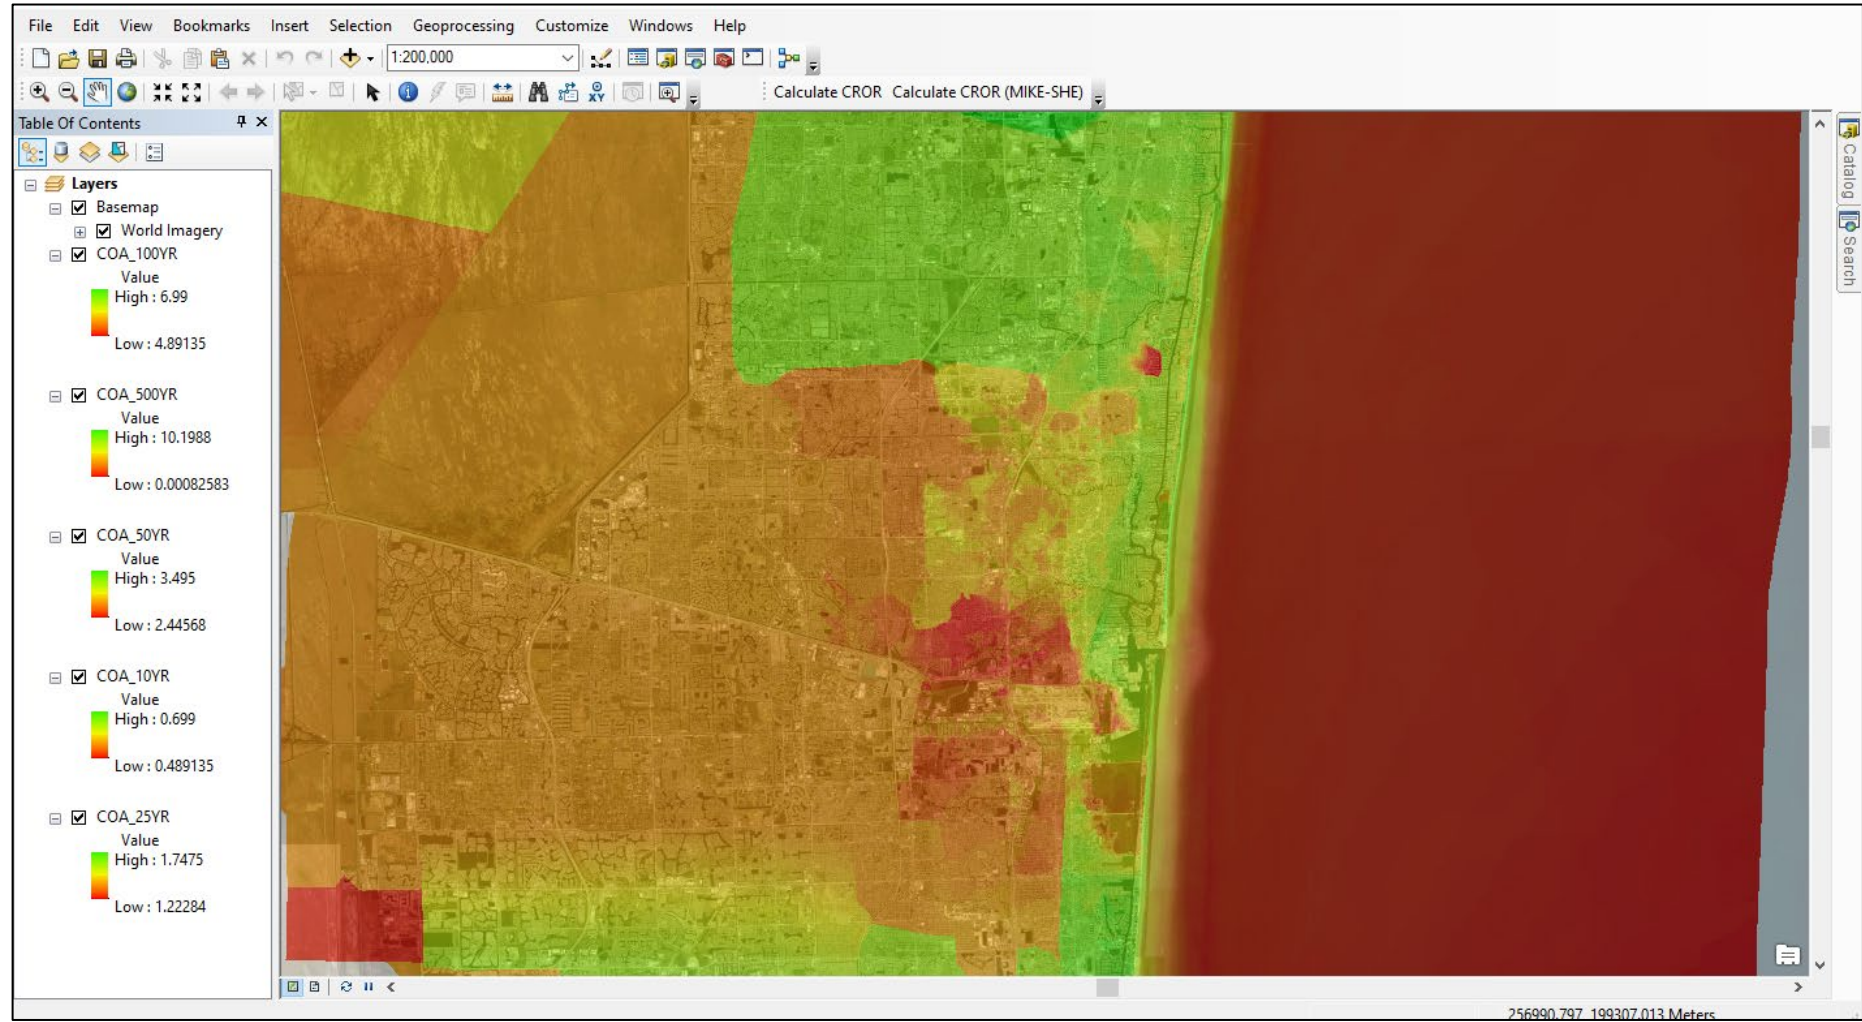 File Edit View Bookmarks Insert Selection Geoprocessing Customize Windows Help
1:200,000
Calculate CROR Calculate CROR (MIKE-SHE)
Table Of Contents
Layers
Basemap
World Imagery
COA_100YR
Value
High : 6.99
Low : 4.89135
COA_500YR
Value
High : 10.1988
Low : 0.00082583
COA_50YR
Value
High : 3.495
Low : 2.44568
COA_10YR
Value
High : 0.699
Low : 0.489135
COA_25YR
Value
High : 1.7475
Low : 1.22284
Catalog
Search
256990.797 199307.013 Meters